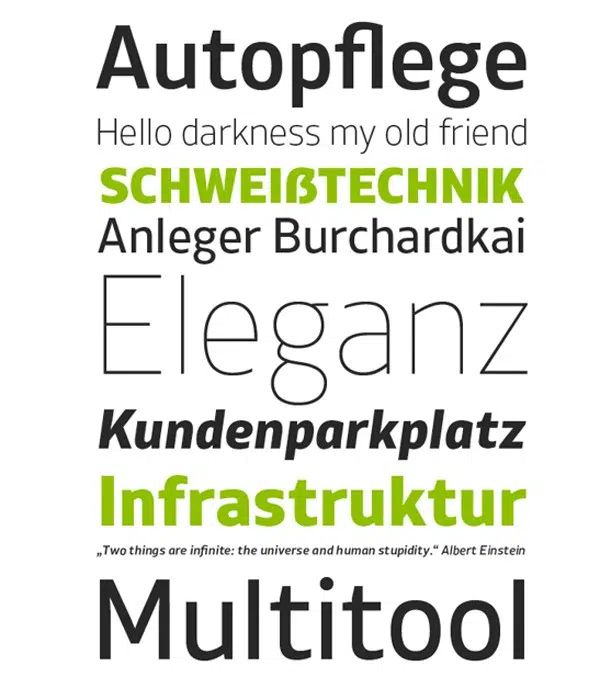 Autopflege
Hello darkness my old friend
SCHWEIßTECHNIK
Anleger Burchardkai
Eleganz
Kundenparkplatz
Infrastruktur
„Two things are infinite: the universe and human stupidity.“ Albert Einstein
Multitool